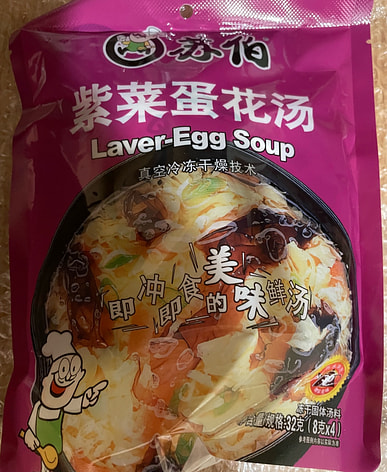 苏伯
紫菜蛋花汤
Laver-Egg Soup
真空冷冻干燥技术
即冲即食的美味鲜汤
冻干固体汤料
含量/规格:32克(8克x4)